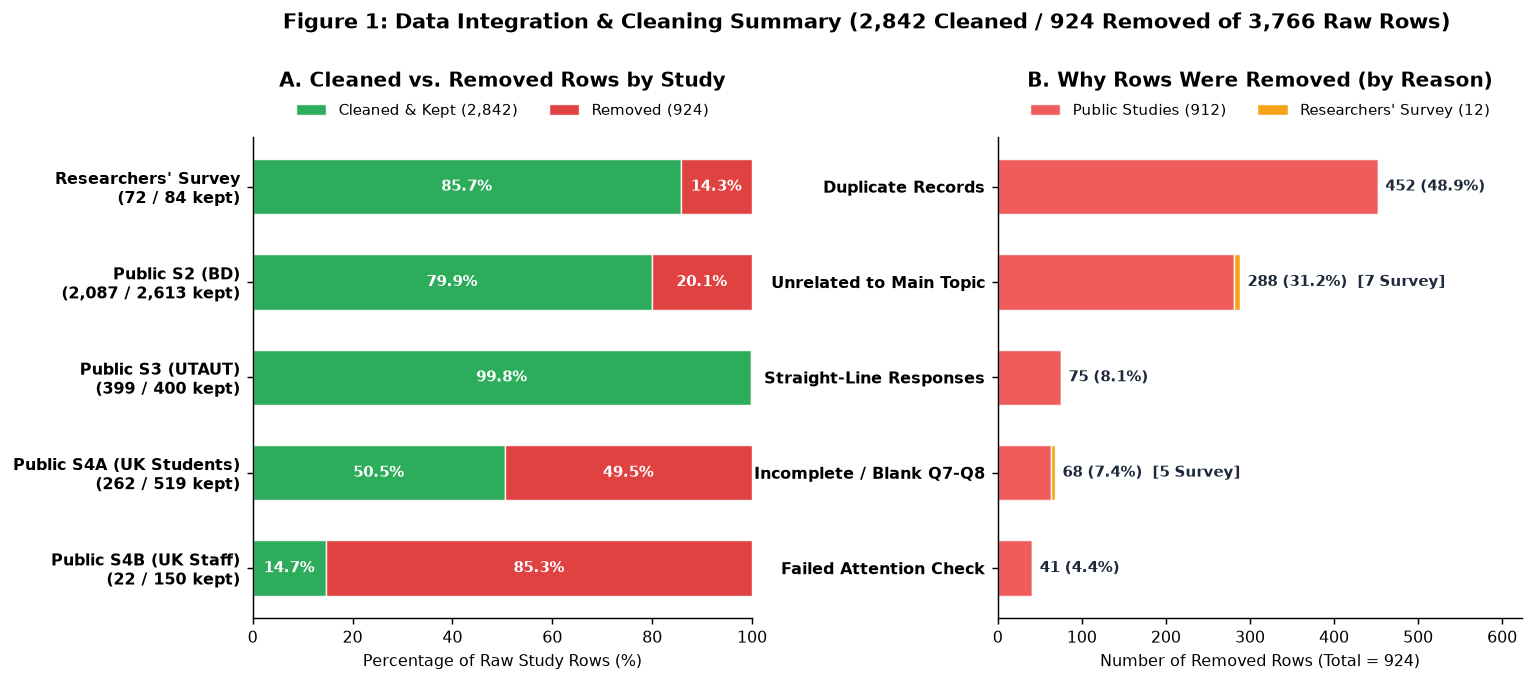 Figure 1: Data Integration & Cleaning Summary (2,842 Cleaned / 924 Removed of 3,766 Raw Rows)
A. Cleaned vs. Removed Rows by Study
Cleaned & Kept (2,842)
Removed (924)
Researchers' Survey
(72 / 84 kept)
85.7%
14.3%
Public S2 (BD)
(2,087 / 2,613 kept)
79.9%
20.1%
Public S3 (UTAUT)
(399 / 400 kept)
99.8%
Public S4A (UK Students)
(262 / 519 kept)
50.5%
49.5%
Public S4B (UK Staff)
(22 / 150 kept)
14.7%
85.3%
0 20 40 60 80 100
Percentage of Raw Study Rows (%)
B. Why Rows Were Removed (by Reason)
Public Studies (912)
Researchers' Survey (12)
Duplicate Records
452 (48.9%)
Unrelated to Main Topic
288 (31.2%) [7 Survey]
Straight-Line Responses
75 (8.1%)
Incomplete / Blank Q7-Q8
68 (7.4%) [5 Survey]
Failed Attention Check
41 (4.4%)
0 100 200 300 400 500 600
Number of Removed Rows (Total = 924)